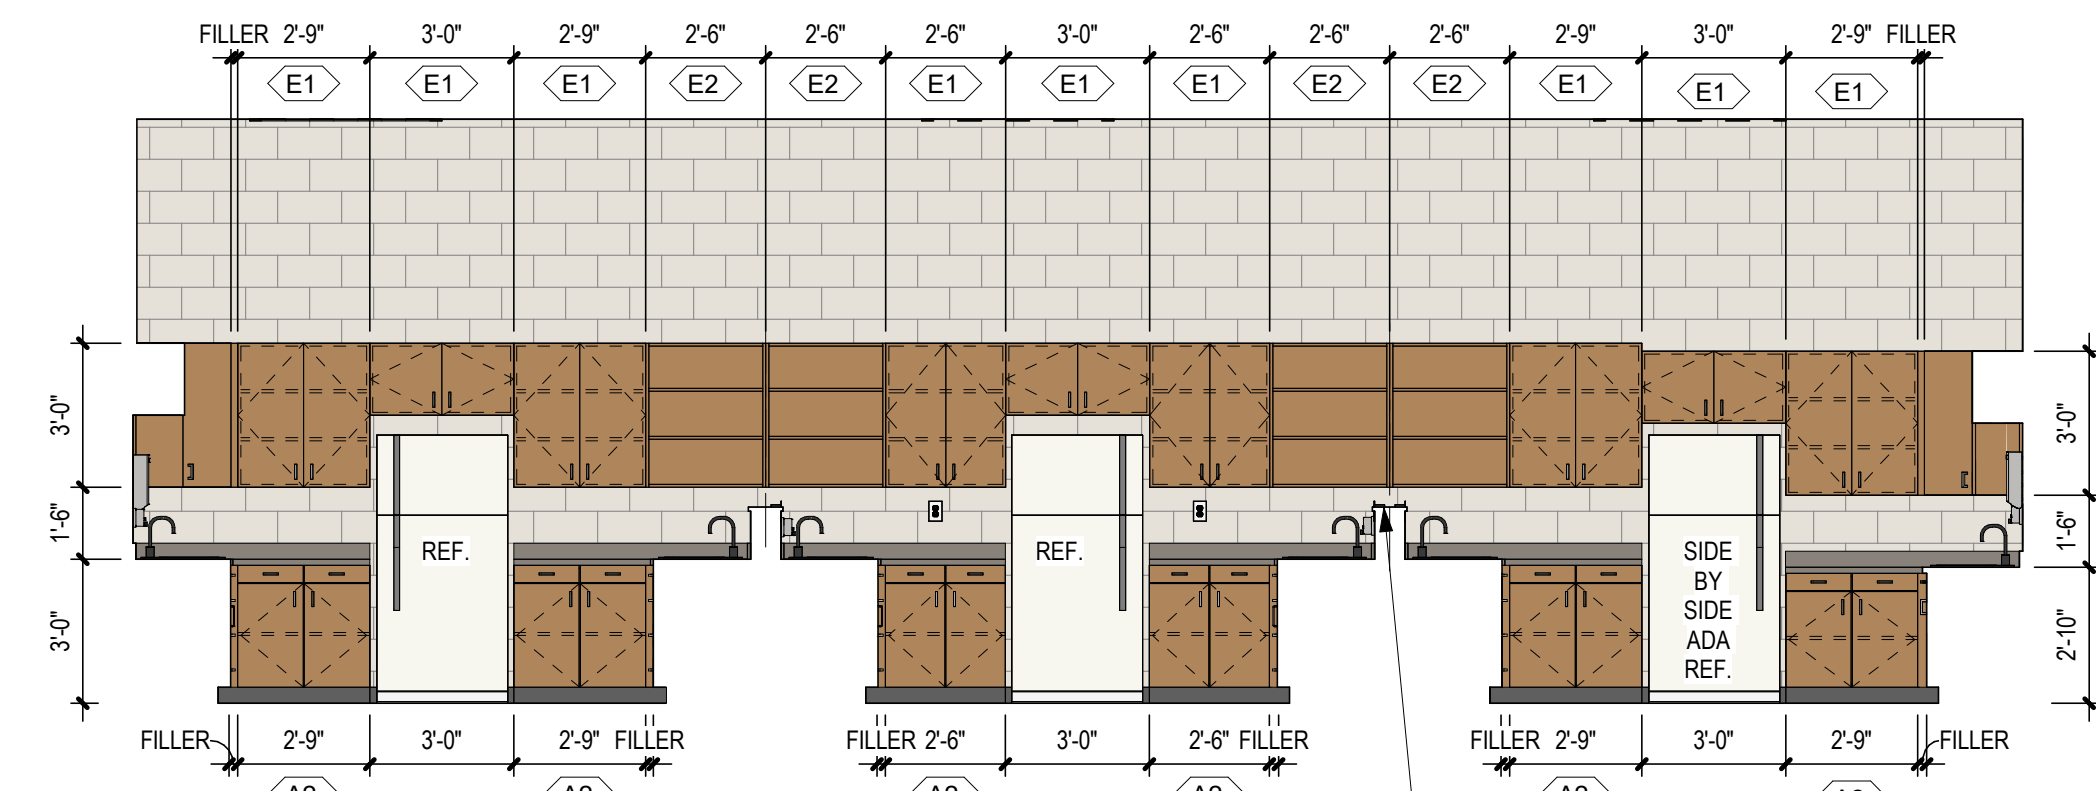 FILLER 2'-9" 3'-0" 2'-9" 2'-6" 2'-6" 2'-6" 3'-0" 2'-6" 2'-6" 2'-6" 2'-9" 3'-0" 2'-9" FILLER
E1 E1 E1 E2 E2 E1 E1 E1 E2 E2 E1 E1 E1
3'-0"
1'-6"
3'-0"
REF.
REF.
SIDE
BY
SIDE
ADA
REF.
3'-0"
1'-6"
2'-10"
FILLER 2'-9" 3'-0" 2'-9" FILLER FILLER 2'-6" 3'-0" 2'-6" FILLER FILLER 2'-9" 3'-0" 2'-9" FILLER